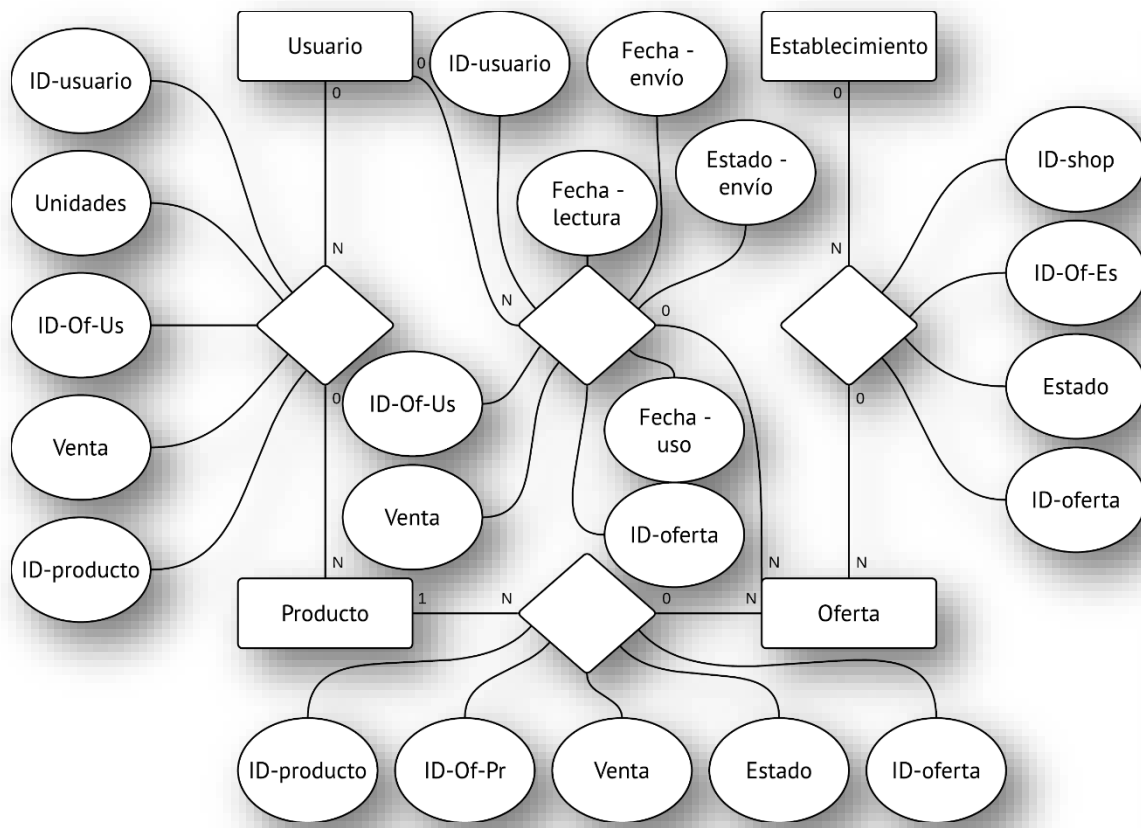 Usuario
Establecimiento
ID-usuario
Fecha -
envío
ID-usuario
0
0
0
ID-shop
Estado -
envío
Unidades
Fecha -
lectura
N
N
ID-Of-Es
N
0
ID-Of-Us
Estado
0
ID-Of-Us
0
Fecha -
uso
Venta
ID-oferta
Venta
ID-oferta
ID-producto
N
N
N
Producto
1
N
0
N
Oferta
ID-producto
ID-Of-Pr
Venta
Estado
ID-oferta